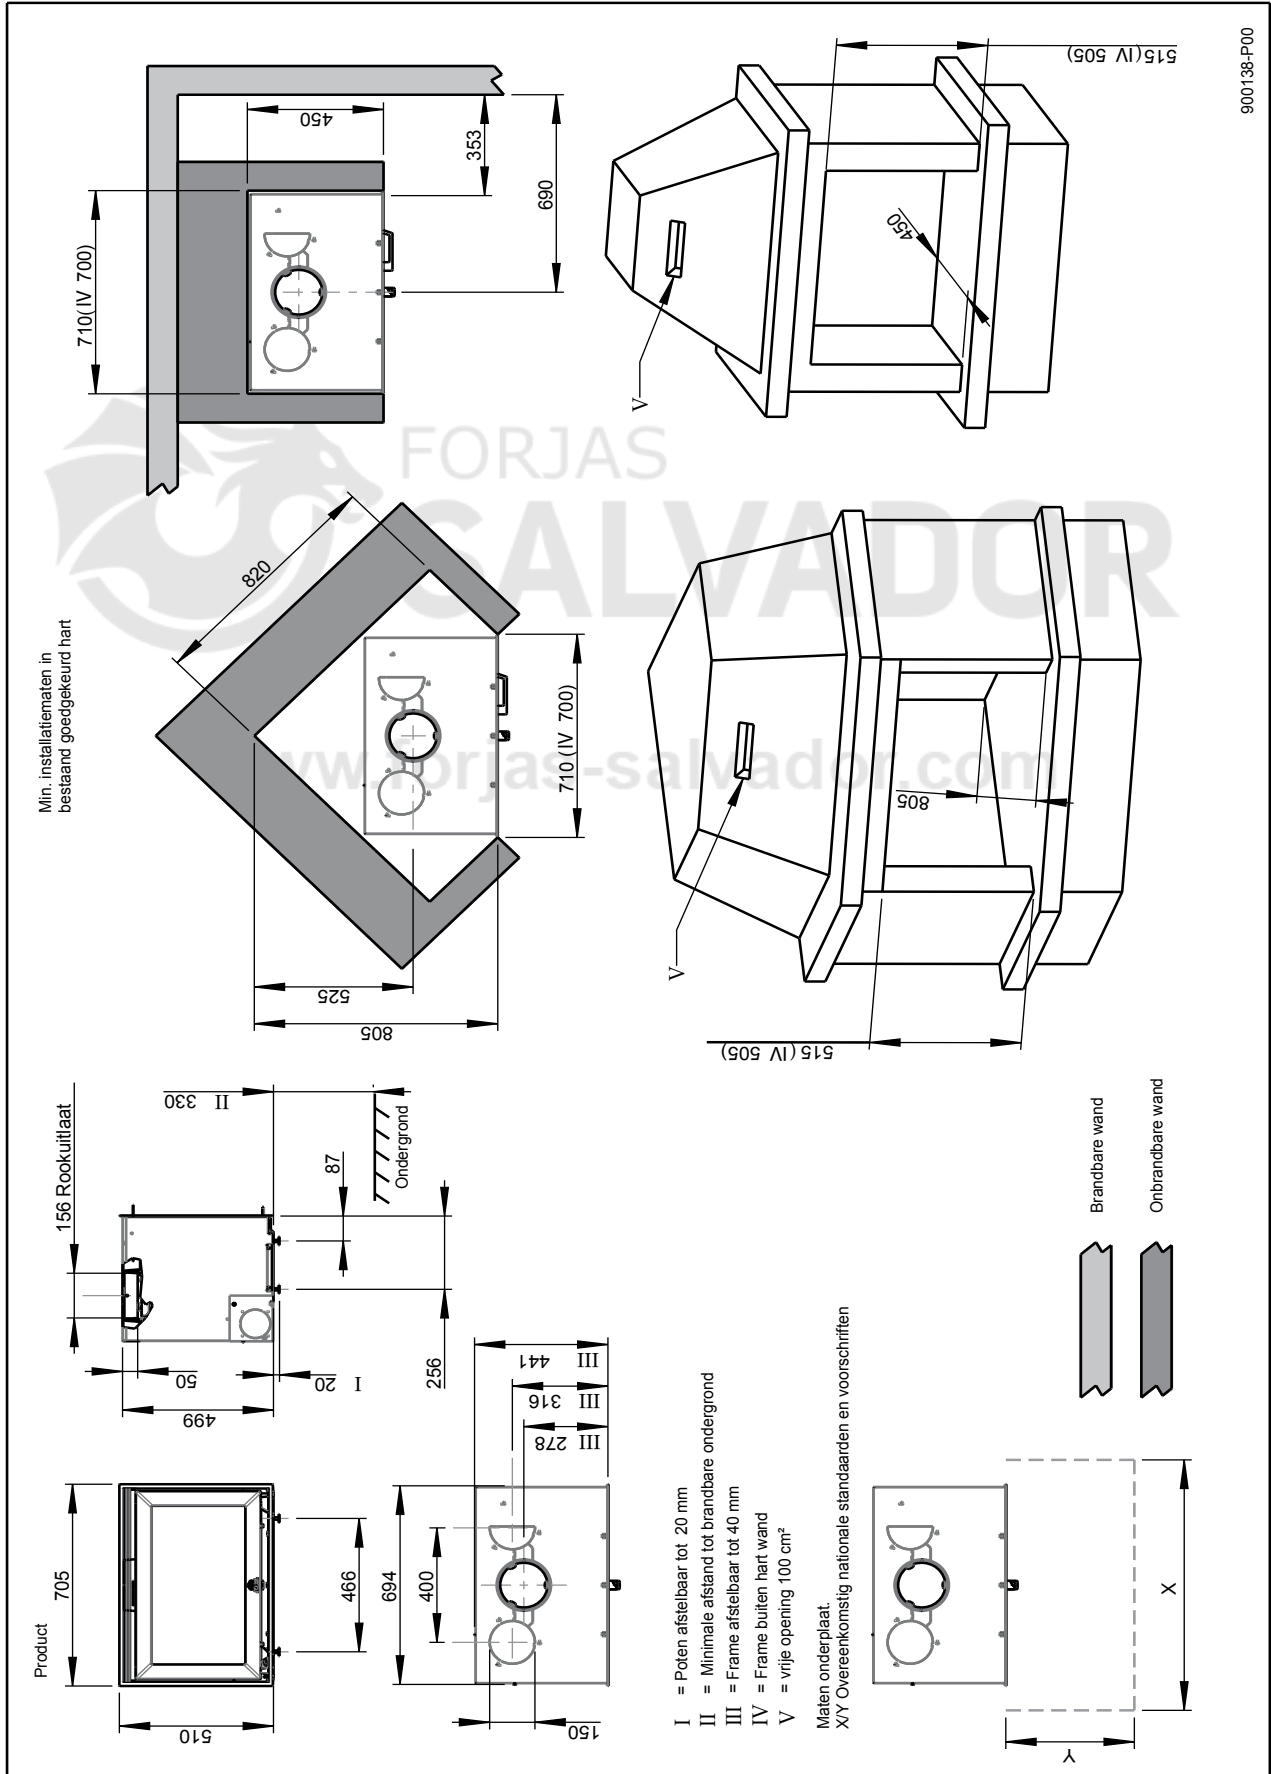 Product
705
510
466
499
50
20 I
156 Rookuitlaat
330 II
87
256
Ondergrond
694
400
150
441 III
316 III
278 III
I = Poten afstelbaar tot 20 mm
II = Minimale afstand tot brandbare ondergrond
III = Frame afstelbaar tot 40 mm
IV = Frame buiten hart wand
V = vrije opening 100 cm²
Maten onderplaat.
X/Y Overeenkomstig nationale standaarden en voorschriften
X
Y
Brandbare wand
Onbrandbare wand
Min. installatiematen in
bestaand goedgekeurd hart
820
525
805
710 (IV 700)
710(IV 700)
450
353
690
V
515 (IV 505)
805
V
450
515(IV 505)
FORJAS
SALVADOR
www.forjas-salvador.com
900138-P00